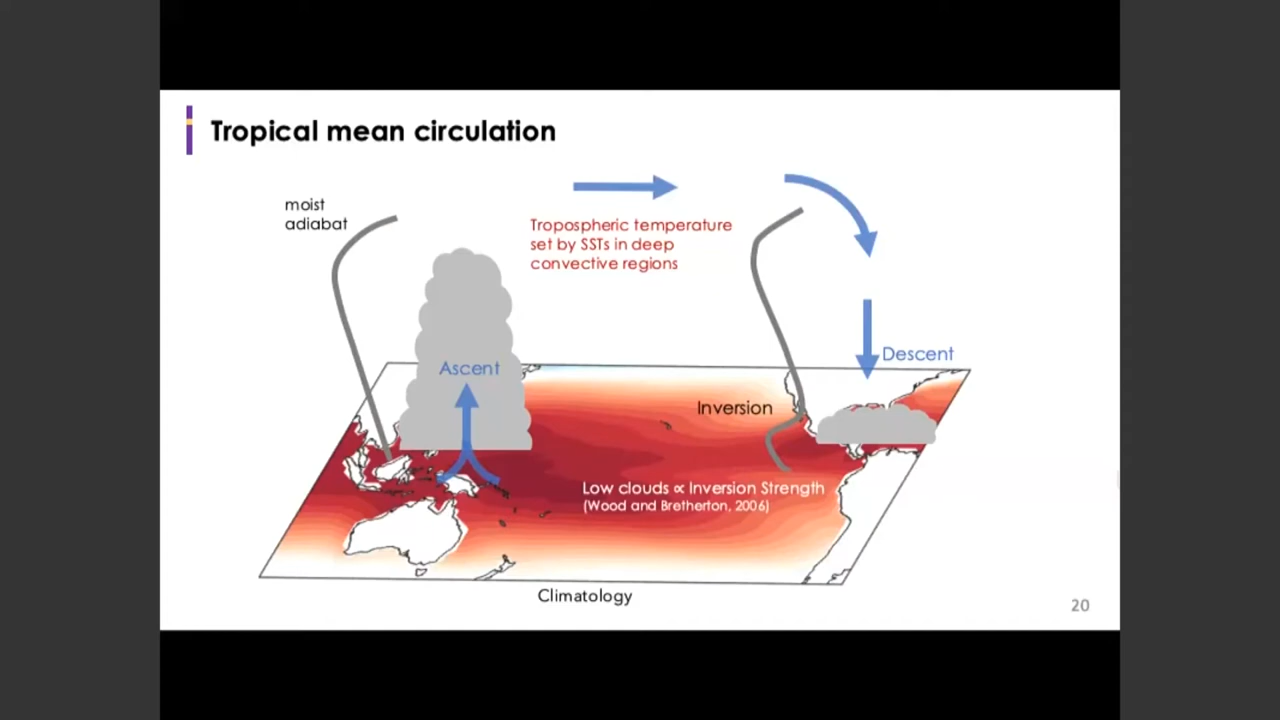 Tropical mean circulation
moist
adiabat
Tropospheric temperature
set by SSTs in deep
convective regions
Ascent
Descent
Inversion
Low clouds ∝ Inversion Strength
(Wood and Bretherton, 2006)
Climatology
20